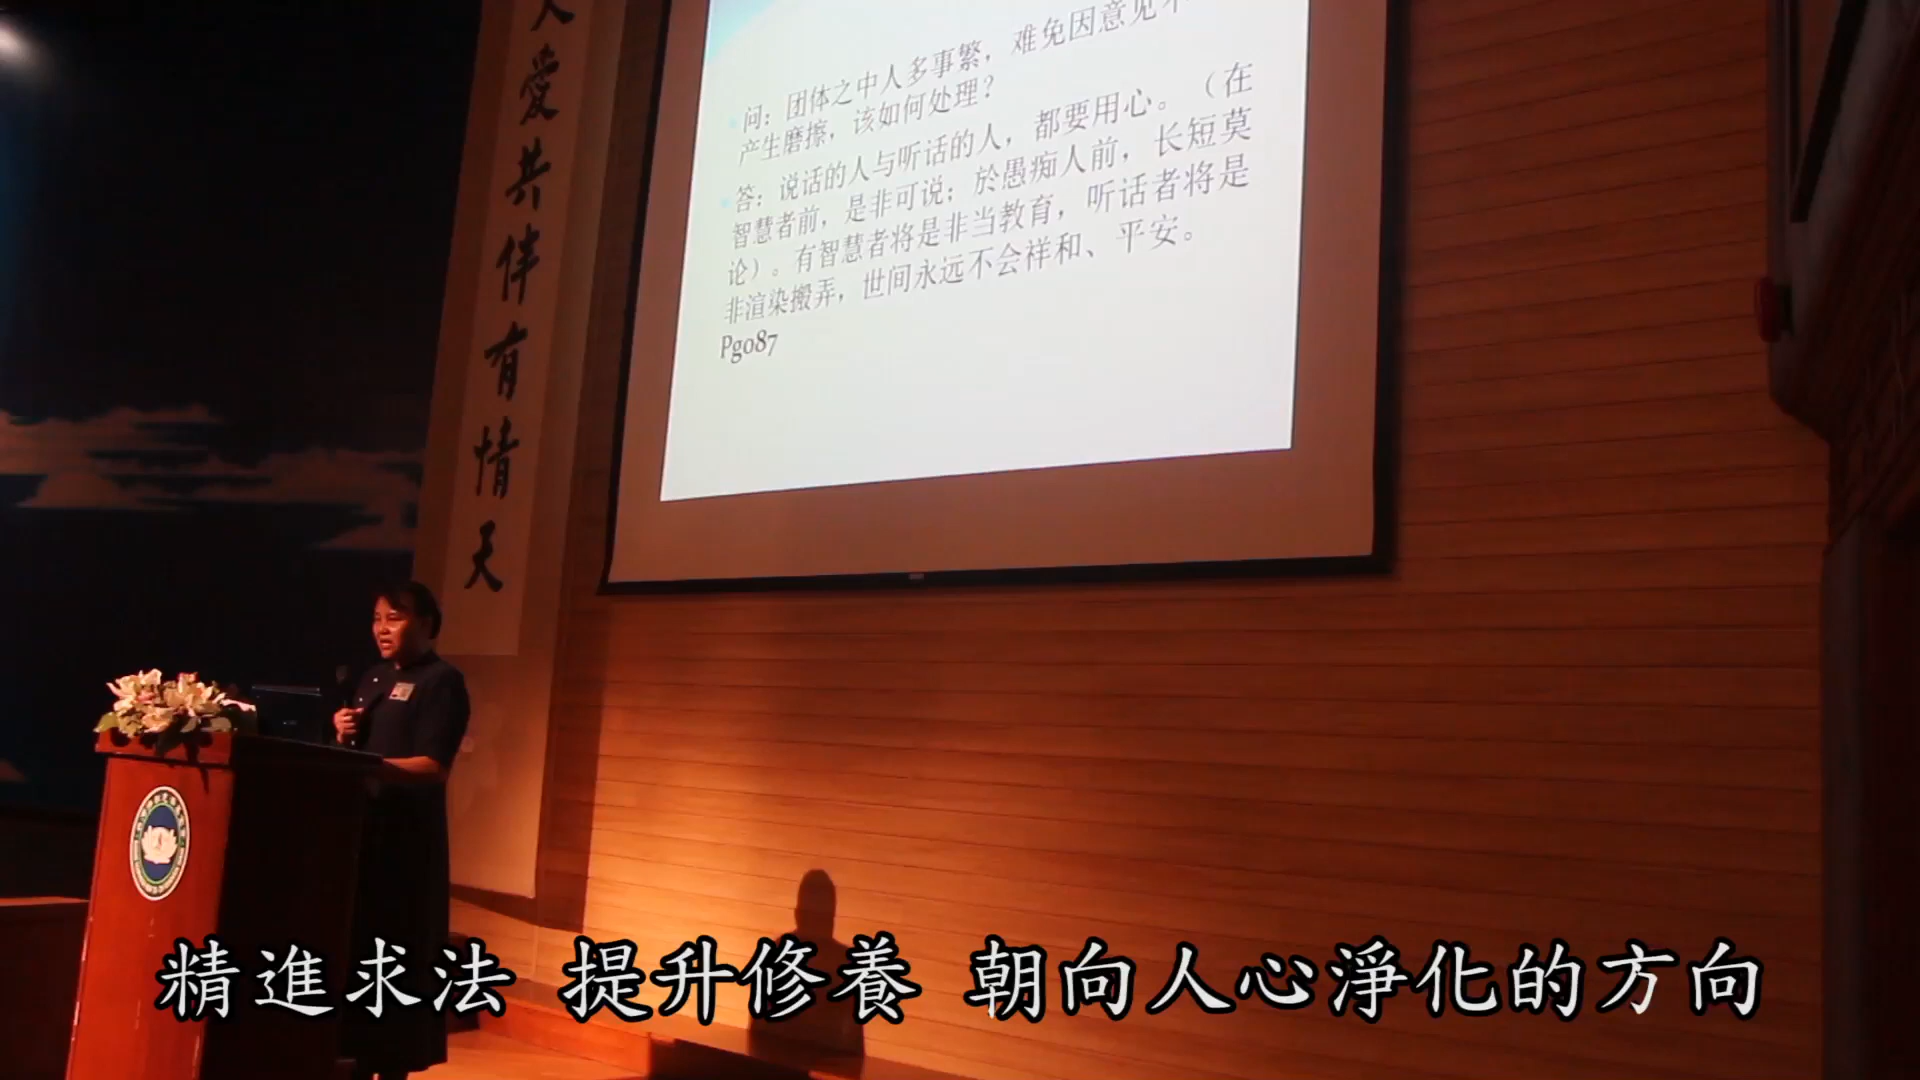 人愛共伴有情天
问：团体之中人多事繁，难免因意见不
产生磨擦，该如何处理？
答：说话的人与听话的人，都要用心。（在
智慧者前，是非可说；於愚痴人前，长短莫
论）。有智慧者将是非当教育，听话者将是
非渲染搬弄，世间永远不会祥和、平安。
Pg087
精進求法 提升修養 朝向人心淨化的方向